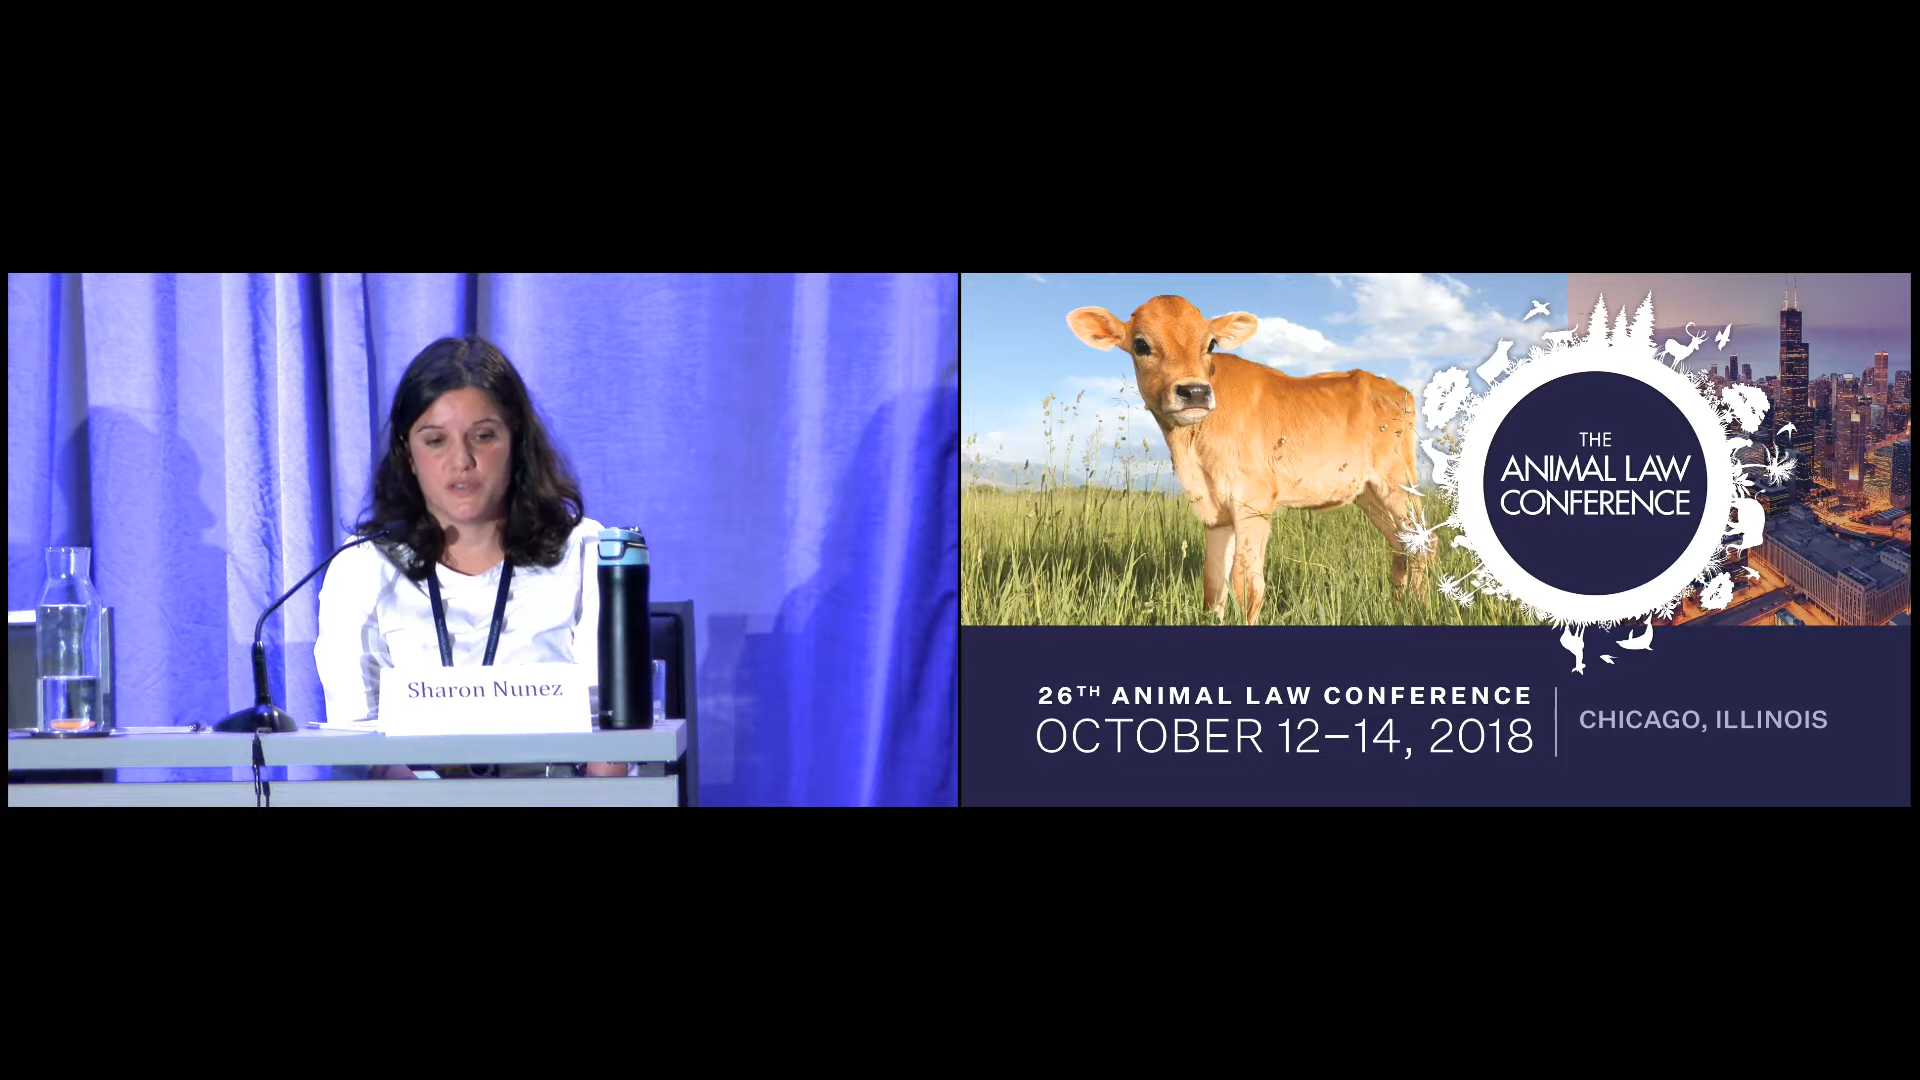 Sharon Nunez
THE
ANIMAL LAW
CONFERENCE
26TH ANIMAL LAW CONFERENCE
OCTOBER 12–14, 2018
CHICAGO, ILLINOIS